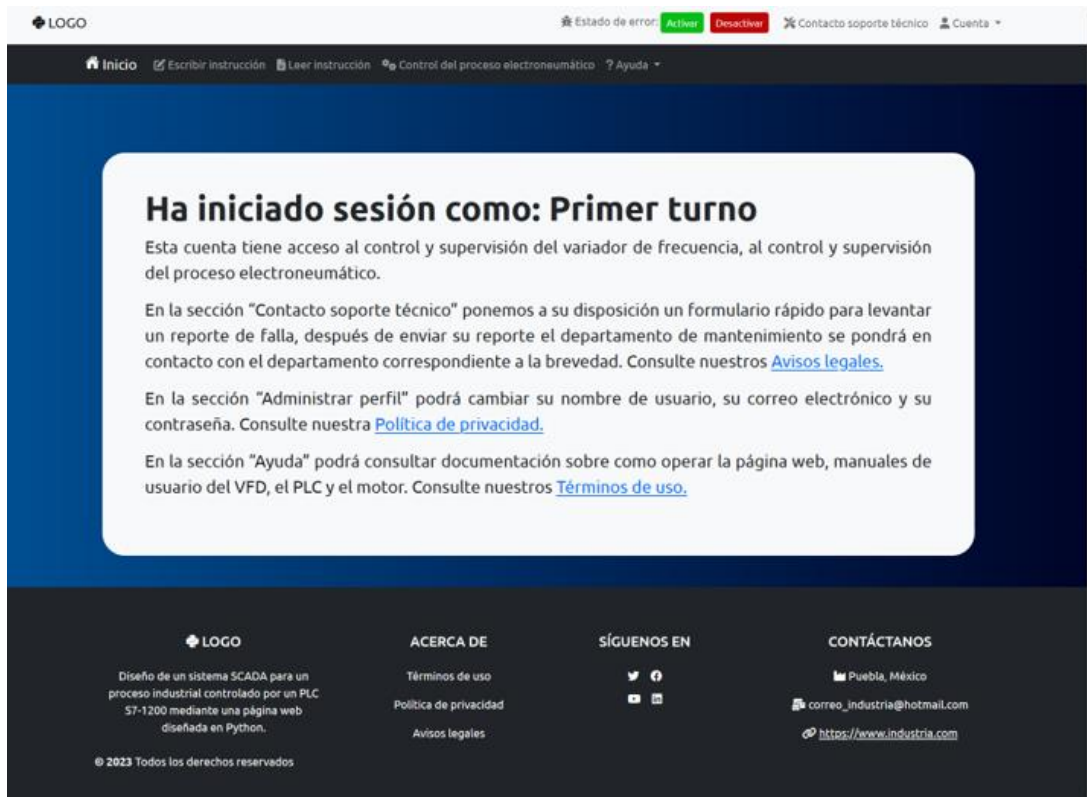 LOGO
Estado de error: Activar Desactivar Contacto soporte técnico Cuenta
Inicio Escribir instrucción Leer instrucción Control del proceso electroneumático ? Ayuda
Ha iniciado sesión como: Primer turno
Esta cuenta tiene acceso al control y supervisión del variador de frecuencia, al control y supervisión
del proceso electroneumático.
En la sección "Contacto soporte técnico" ponemos a su disposición un formulario rápido para levantar
un reporte de falla, después de enviar su reporte el departamento de mantenimiento se pondrá en
contacto con el departamento correspondiente a la brevedad. Consulte nuestros Avisos legales.
En la sección "Administrar perfil" podrá cambiar su nombre de usuario, su correo electrónico y su
contraseña. Consulte nuestra Política de privacidad.
En la sección "Ayuda" podrá consultar documentación sobre como operar la página web, manuales de
usuario del VFD, el PLC y el motor. Consulte nuestros Términos de uso.
LOGO
Diseño de un sistema SCADA para un
proceso industrial controlado por un PLC
S7-1200 mediante una página web
diseñada en Python.
© 2023 Todos los derechos reservados
ACERCA DE
Términos de uso
Política de privacidad
Avisos legales
SÍGUENOS EN
CONTÁCTANOS
Puebla, México
correo_industria@hotmail.com
https://www.industria.com